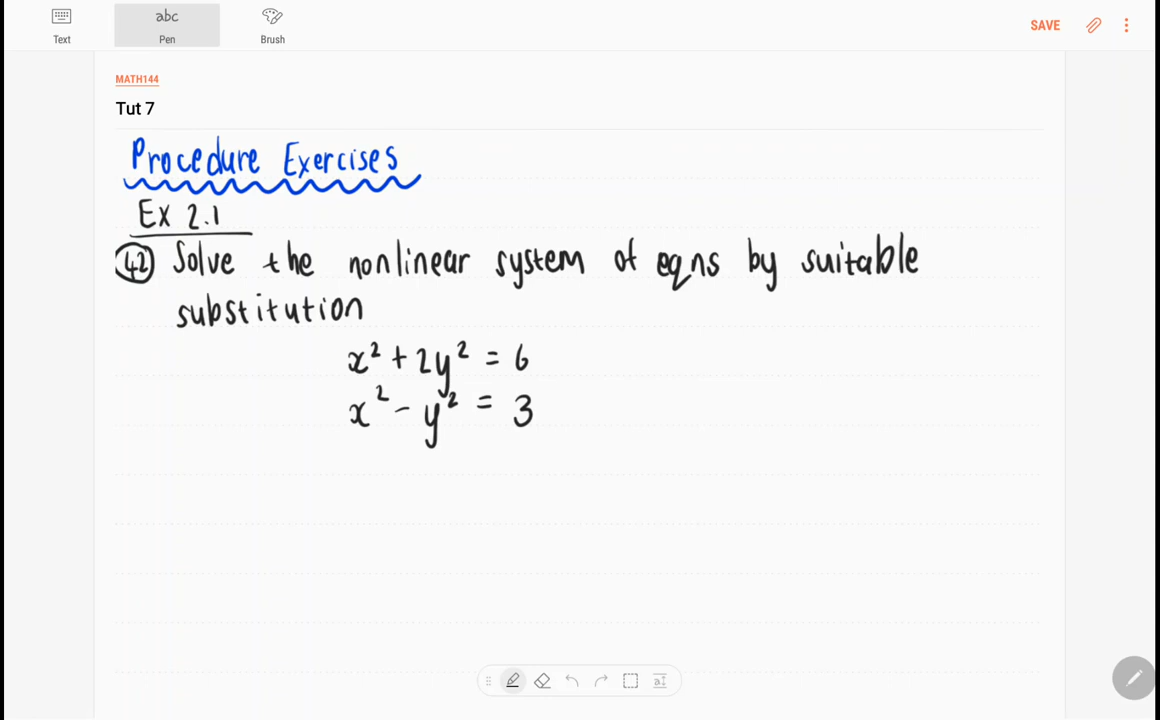 abc
Text
Pen
Brush
SAVE
MATH144
Tut 7
Procedure Exercises
Ex 2.1
42 Solve the nonlinear system of eqns by suitable
substitution
x² + 2y² = 6
x² - y² = 3